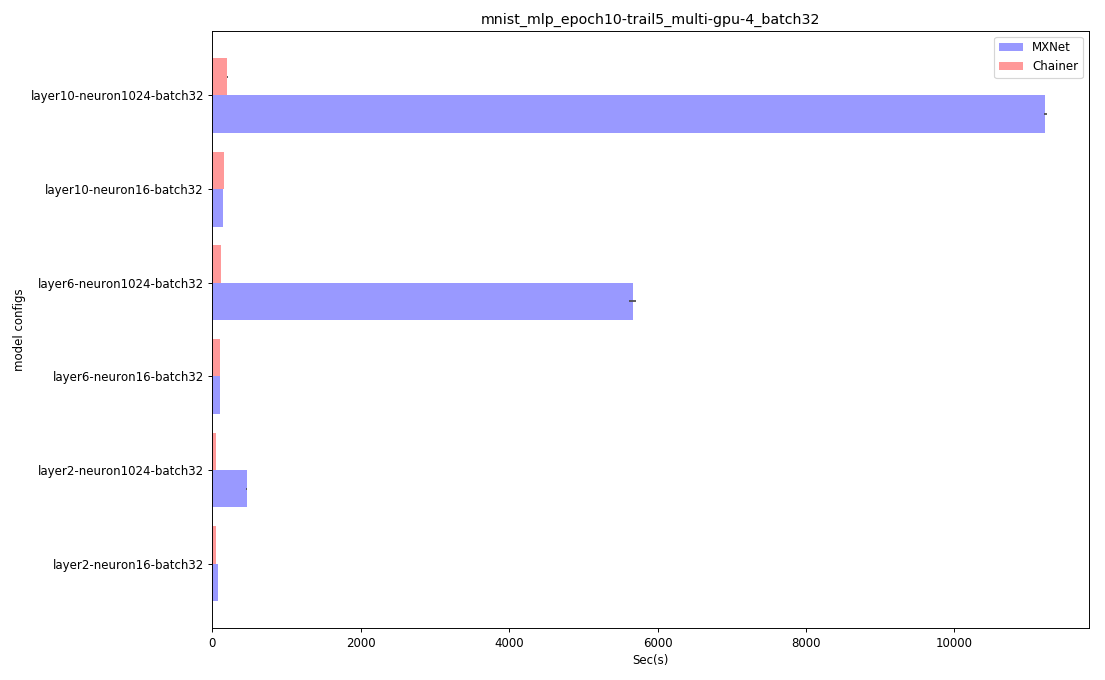 mnist_mlp_epoch10-trail5_multi-gpu-4_batch32
MXNet
Chainer
layer10-neuron1024-batch32
layer10-neuron16-batch32
layer6-neuron1024-batch32
layer6-neuron16-batch32
layer2-neuron1024-batch32
layer2-neuron16-batch32
model configs
0 2000 4000 6000 8000 10000
Sec(s)